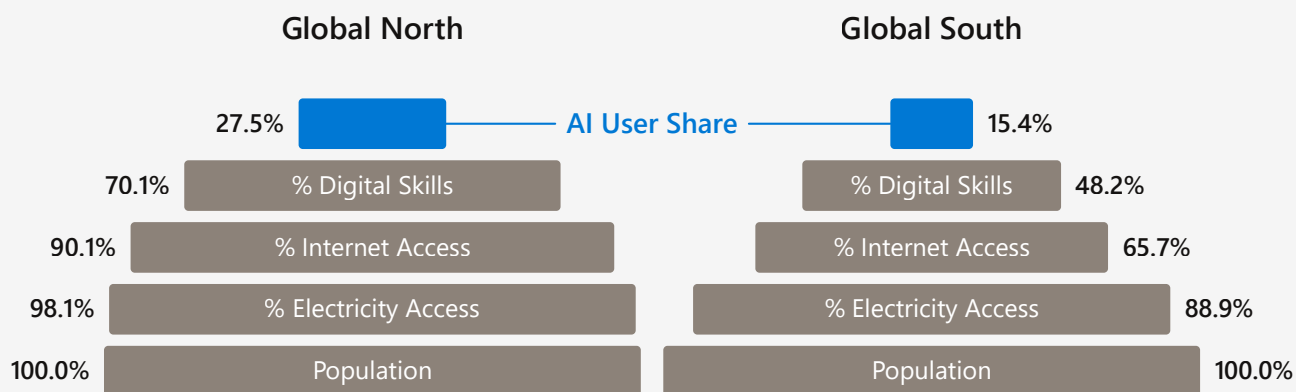 Global North Global South
27.5% AI User Share 15.4%
70.1% % Digital Skills % Digital Skills 48.2%
90.1% % Internet Access % Internet Access 65.7%
98.1% % Electricity Access % Electricity Access 88.9%
100.0% Population Population 100.0%